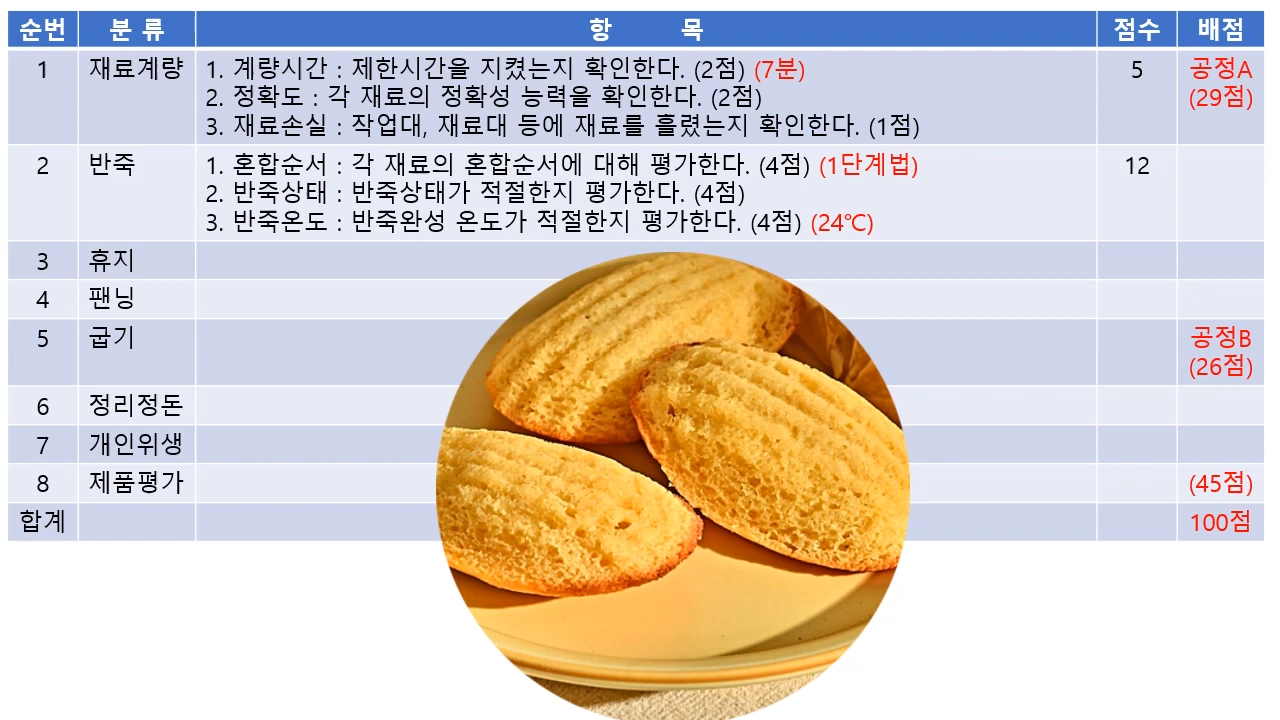 순번 분 류 항 목 점수 배점
1 재료계량 1. 계량시간 : 제한시간을 지켰는지 확인한다. (2점) (7분) 5 공정A
2. 정확도 : 각 재료의 정확성 능력을 확인한다. (2점) (29점)
3. 재료손실 : 작업대, 재료대 등에 재료를 흘렸는지 확인한다. (1점)
2 반죽 1. 혼합순서 : 각 재료의 혼합순서에 대해 평가한다. (4점) (1단계법) 12
2. 반죽상태 : 반죽상태가 적절한지 평가한다. (4점)
3. 반죽온도 : 반죽완성 온도가 적절한지 평가한다. (4점) (24℃)
3 휴지
4 팬닝
5 굽기 공정B
(26점)
6 정리정돈
7 개인위생
8 제품평가 (45점)
합계 100점